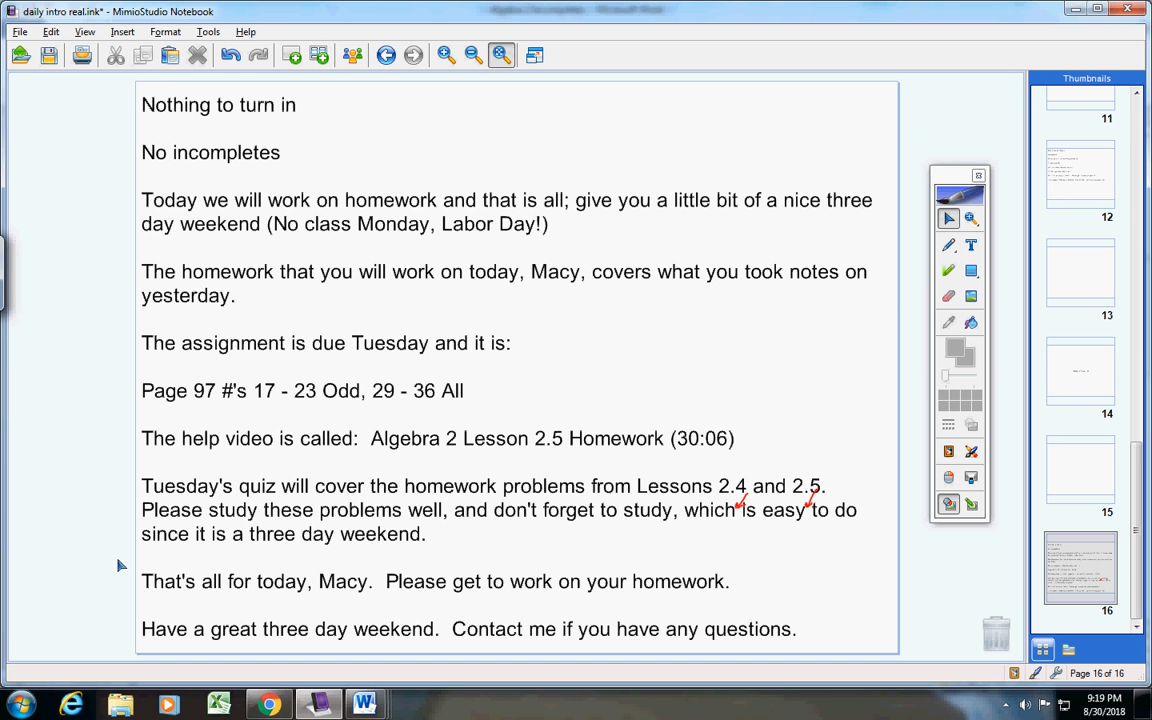 daily intro real.ink* - MimioStudio Notebook
File Edit View Insert Format Tools Help
Nothing to turn in
No incompletes
Today we will work on homework and that is all; give you a little bit of a nice three
day weekend (No class Monday, Labor Day!)
The homework that you will work on today, Macy, covers what you took notes on
yesterday.
The assignment is due Tuesday and it is:
Page 97 #'s 17 - 23 Odd, 29 - 36 All
The help video is called:  Algebra 2 Lesson 2.5 Homework (30:06)
Tuesday's quiz will cover the homework problems from Lessons 2.4 and 2.5.
Please study these problems well, and don't forget to study, which is easy to do
since it is a three day weekend.
That's all for today, Macy.  Please get to work on your homework.
Have a great three day weekend.  Contact me if you have any questions.
Thumbnails
11
12
13
14
15
16
Page 16 of 16
9:19 PM
8/30/2018